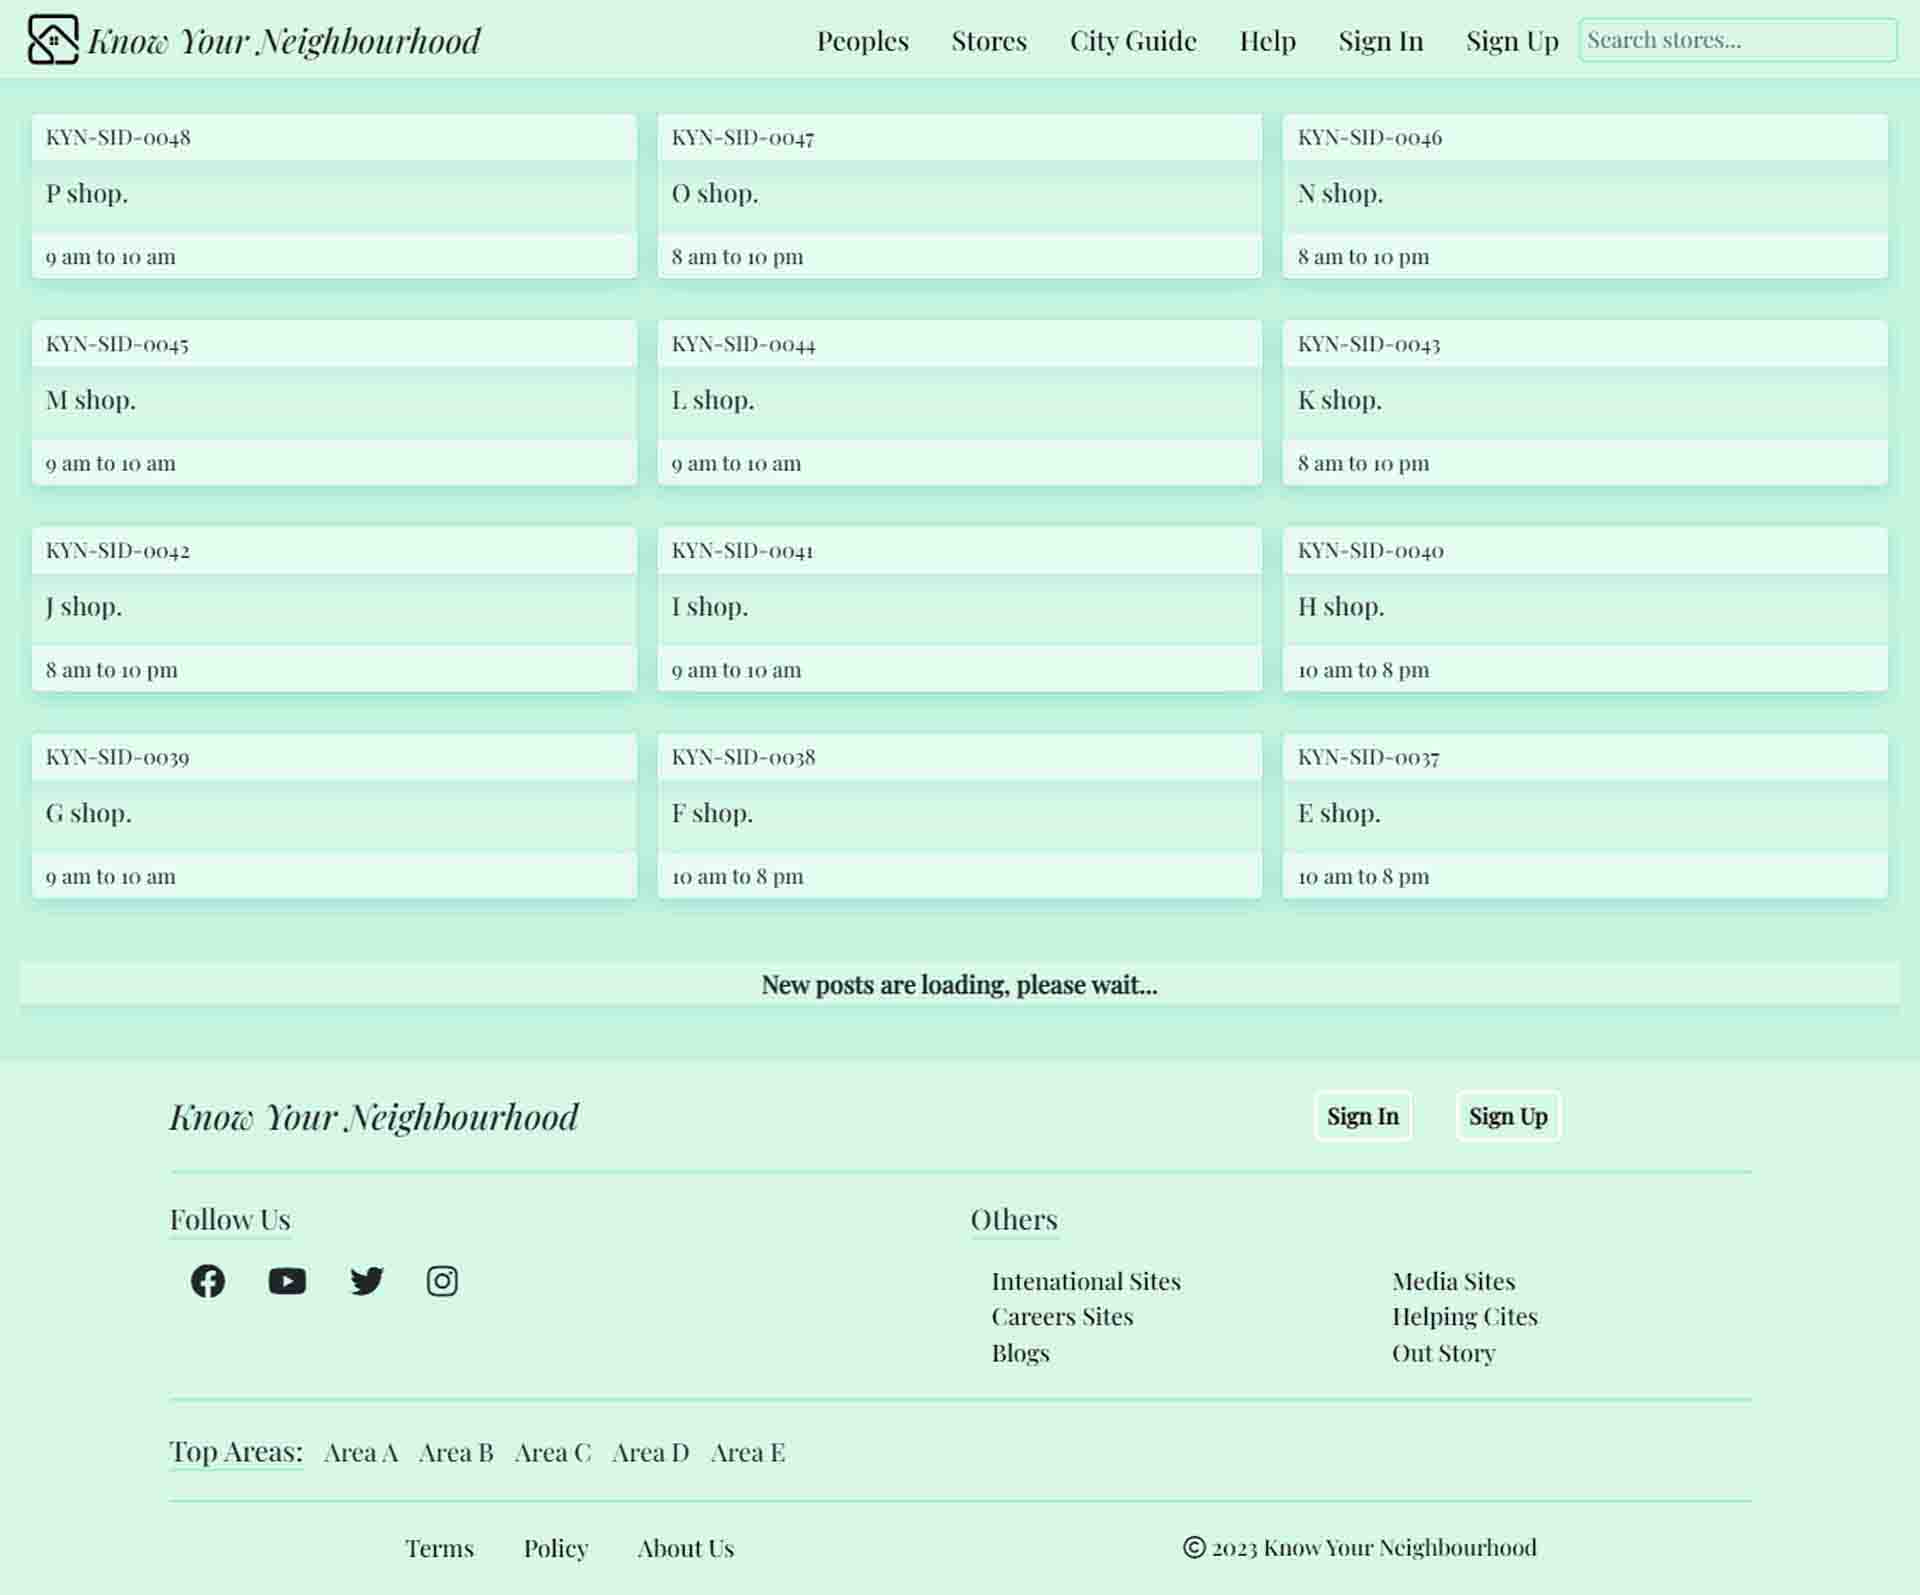 Know Your Neighbourhood
Peoples Stores City Guide Help Sign In Sign Up Search stores...
KYN-SID-0048
P shop.
9 am to 10 am
KYN-SID-0047
O shop.
8 am to 10 pm
KYN-SID-0046
N shop.
8 am to 10 pm
KYN-SID-0045
M shop.
9 am to 10 am
KYN-SID-0044
L shop.
9 am to 10 am
KYN-SID-0043
K shop.
8 am to 10 pm
KYN-SID-0042
J shop.
8 am to 10 pm
KYN-SID-0041
I shop.
9 am to 10 am
KYN-SID-0040
H shop.
10 am to 8 pm
KYN-SID-0039
G shop.
9 am to 10 am
KYN-SID-0038
F shop.
10 am to 8 pm
KYN-SID-0037
E shop.
10 am to 8 pm
New posts are loading, please wait...
Know Your Neighbourhood
Sign In Sign Up
Follow Us
Others
Intenational Sites
Careers Sites
Blogs
Media Sites
Helping Cites
Out Story
Top Areas: Area A Area B Area C Area D Area E
Terms Policy About Us
© 2023 Know Your Neighbourhood